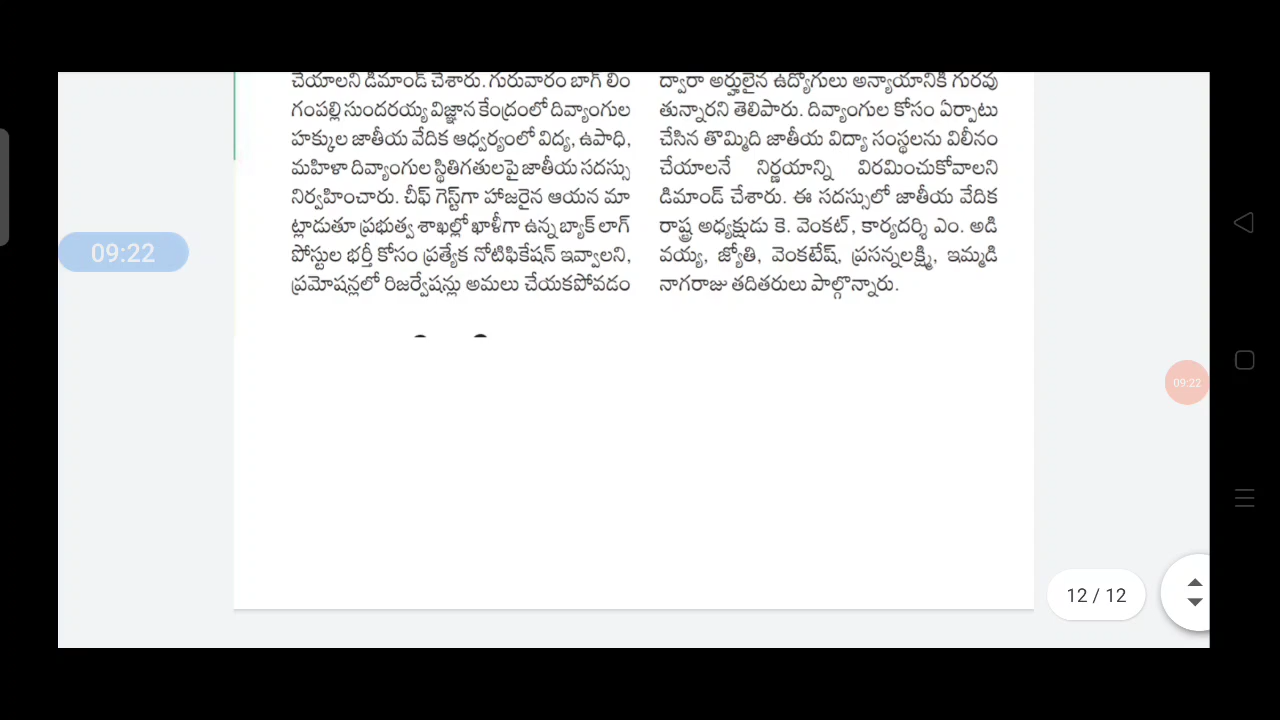 చేయాలని డిమాండ్ చేశారు. గురువారం బాగ్ లిం
గంపల్లి సుందరయ్య విజ్ఞాన కేంద్రంలో దివ్యాంగుల
హక్కుల జాతీయ వేదిక ఆధ్వర్యంలో విద్య, ఉపాధి,
మహిళా దివ్యాంగుల స్థితిగతులపై జాతీయ సదస్సు
నిర్వహించారు. చీఫ్ గెస్ట్‌గా హాజరైన ఆయన మా
ట్లాడుతూ ప్రభుత్వ శాఖల్లో ఖాళీగా ఉన్న బ్యాక్ లాగ్
పోస్టుల భర్తీ కోసం ప్రత్యేక నోటిఫికేషన్ ఇవ్వాలని,
ప్రమోషన్లలో రిజర్వేషన్లు అమలు చేయకపోవడం
ద్వారా అర్హులైన ఉద్యోగులు అన్యాయానికి గురవు
తున్నారని తెలిపారు. దివ్యాంగుల కోసం ఏర్పాటు
చేసిన తొమ్మిది జాతీయ విద్యా సంస్థలను విలీనం
చేయాలనే నిర్ణయాన్ని విరమించుకోవాలని
డిమాండ్ చేశారు. ఈ సదస్సులో జాతీయ వేదిక
రాష్ట్ర అధ్యక్షుడు కె. వెంకట్, కార్యదర్శి ఎం. అడి
వయ్య, జ్యోతి, వెంకటేష్, ప్రసన్నలక్ష్మి, ఇమ్మడి
నాగరాజు తదితరులు పాల్గొన్నారు.
09:22
09:22
12 / 12